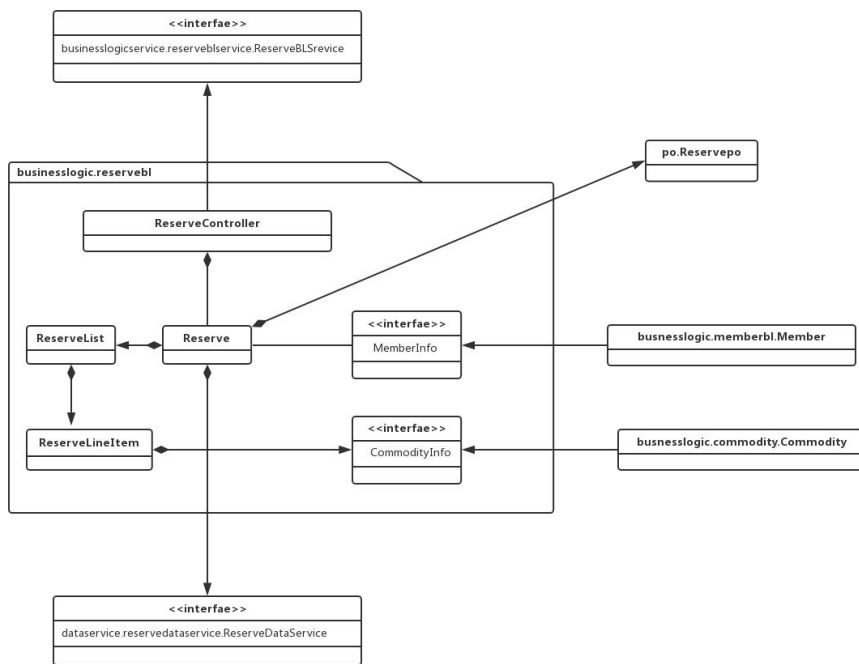 <<interfae>>
businesslogicservice.reserveblservice.ReserveBLSrevice
po.Reservepo
businesslogic.reservebl
ReserveController
<<interfae>>
ReserveList
Reserve
MemberInfo
busnesslogic.memberbl.Member
<<interfae>>
ReserveLineItem
CommodityInfo
busnesslogic.commodity.Commodity
<<interfae>>
dataservice.reservedataservice.ReserveDataService